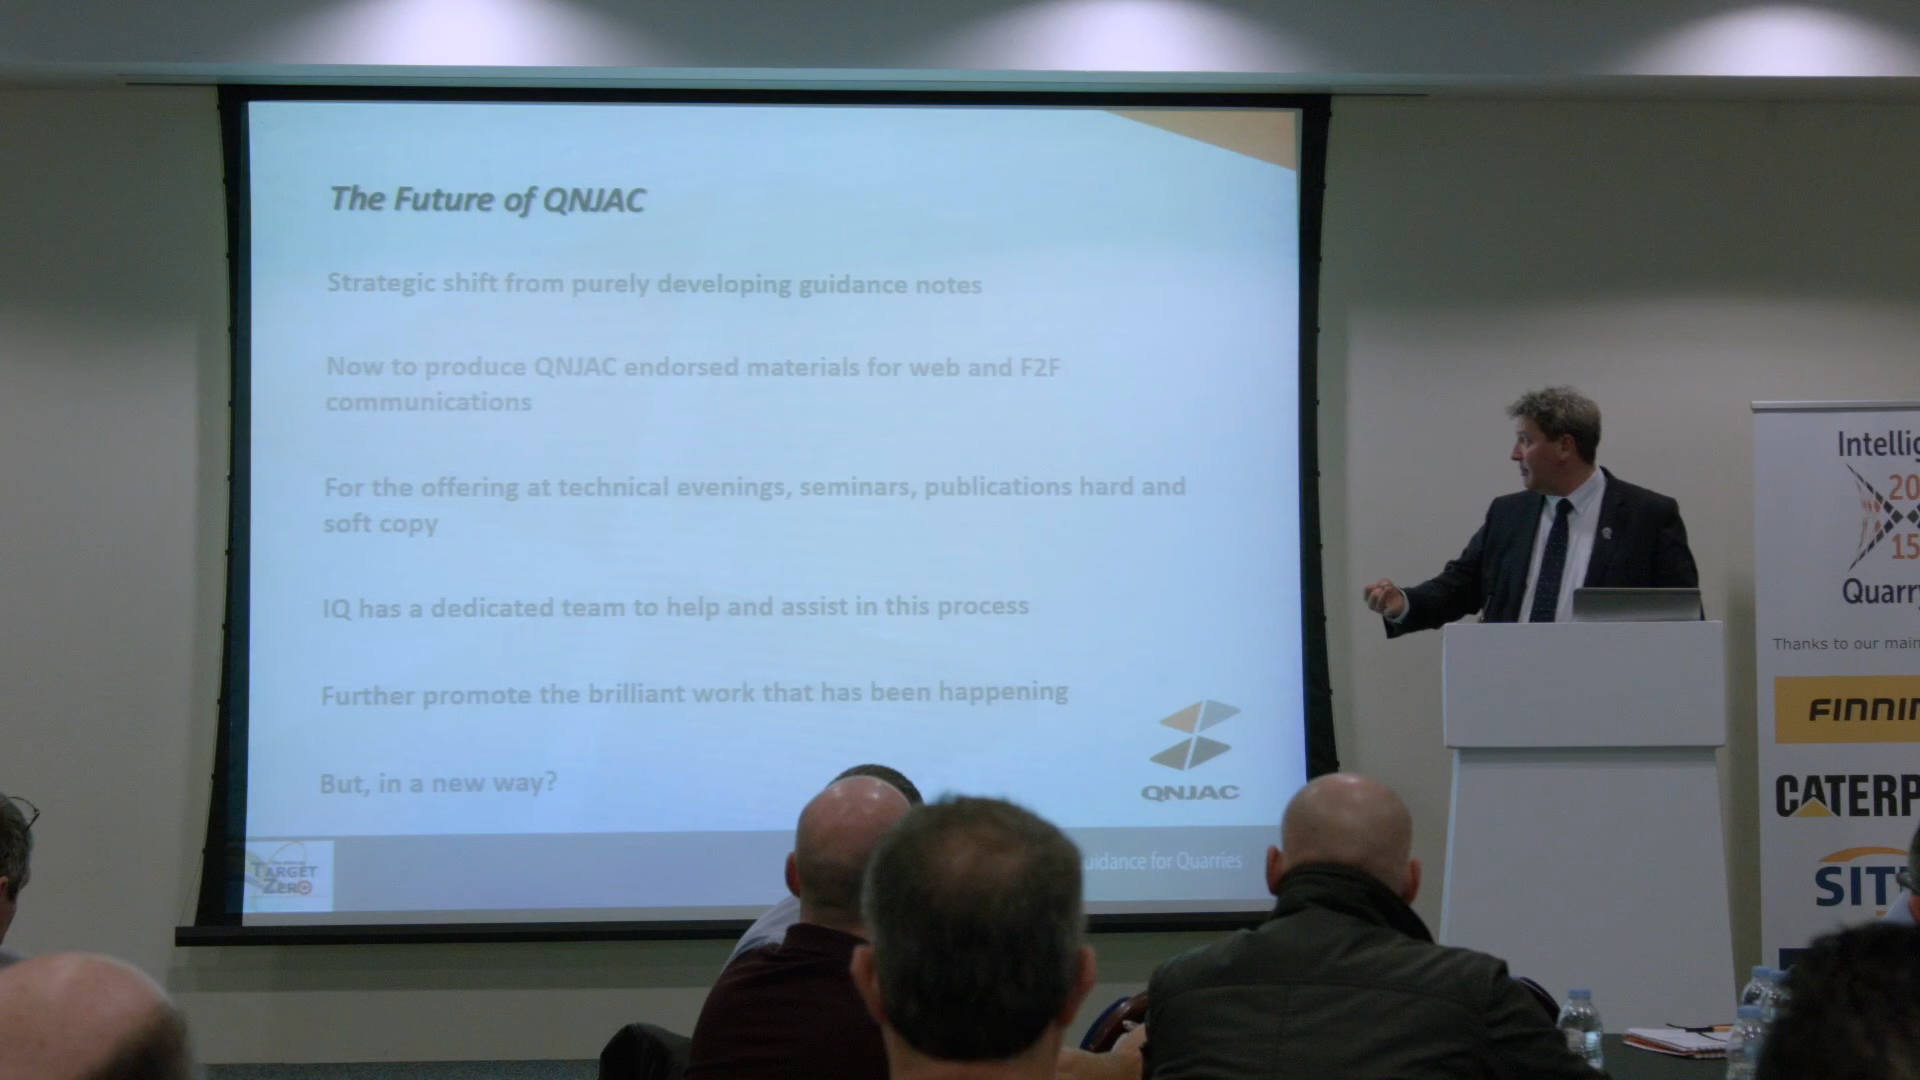 The Future of QNJAC
Strategic shift from purely developing guidance notes
Now to produce QNJAC endorsed materials for web and F2F
communications
For the offering at technical evenings, seminars, publications hard and
soft copy
IQ has a dedicated team to help and assist in this process
Further promote the brilliant work that has been happening
But, in a new way?
QNJAC
TARGET
ZERO
uidance for Quarries
Intellig
20
15
Quarry
Thanks to our main
FINNIN
CATERP
SIT